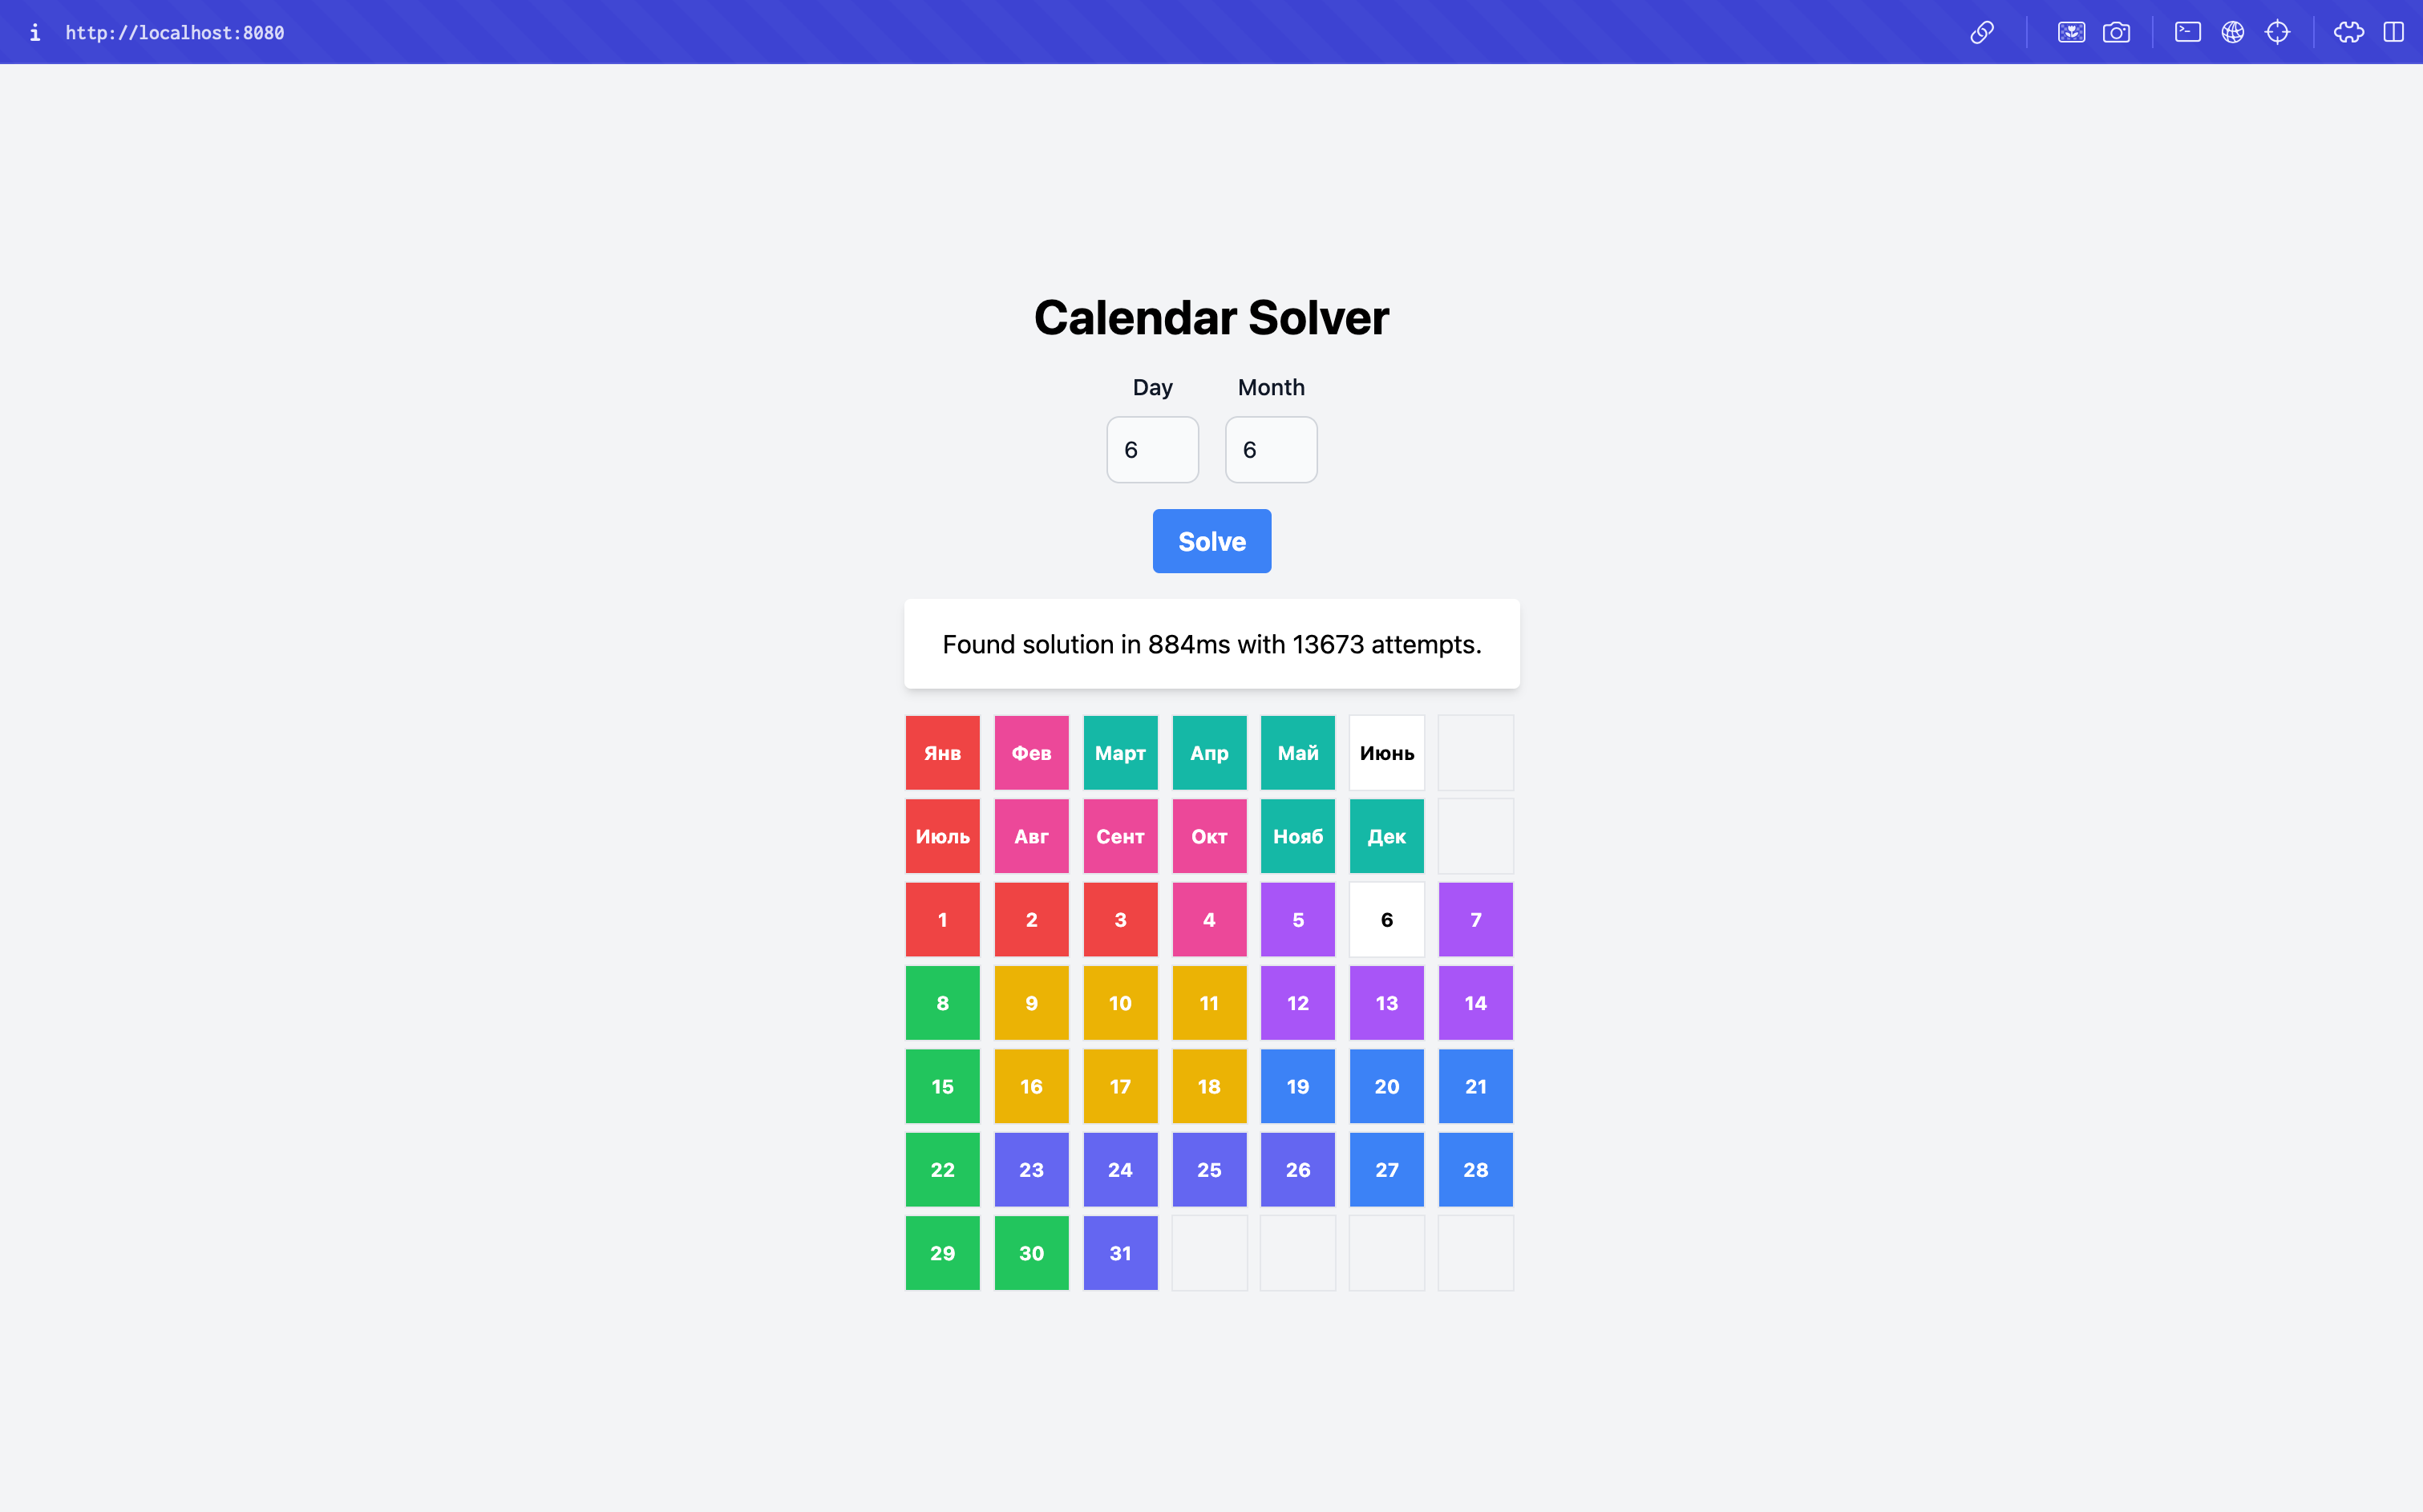 http://localhost:8080
Calendar Solver
Day Month
6 6
Solve
Found solution in 884ms with 13673 attempts.
Янв Фев Март Апр Май Июнь
Июль Авг Сент Окт Нояб Дек
1 2 3 4 5 6 7
8 9 10 11 12 13 14
15 16 17 18 19 20 21
22 23 24 25 26 27 28
29 30 31